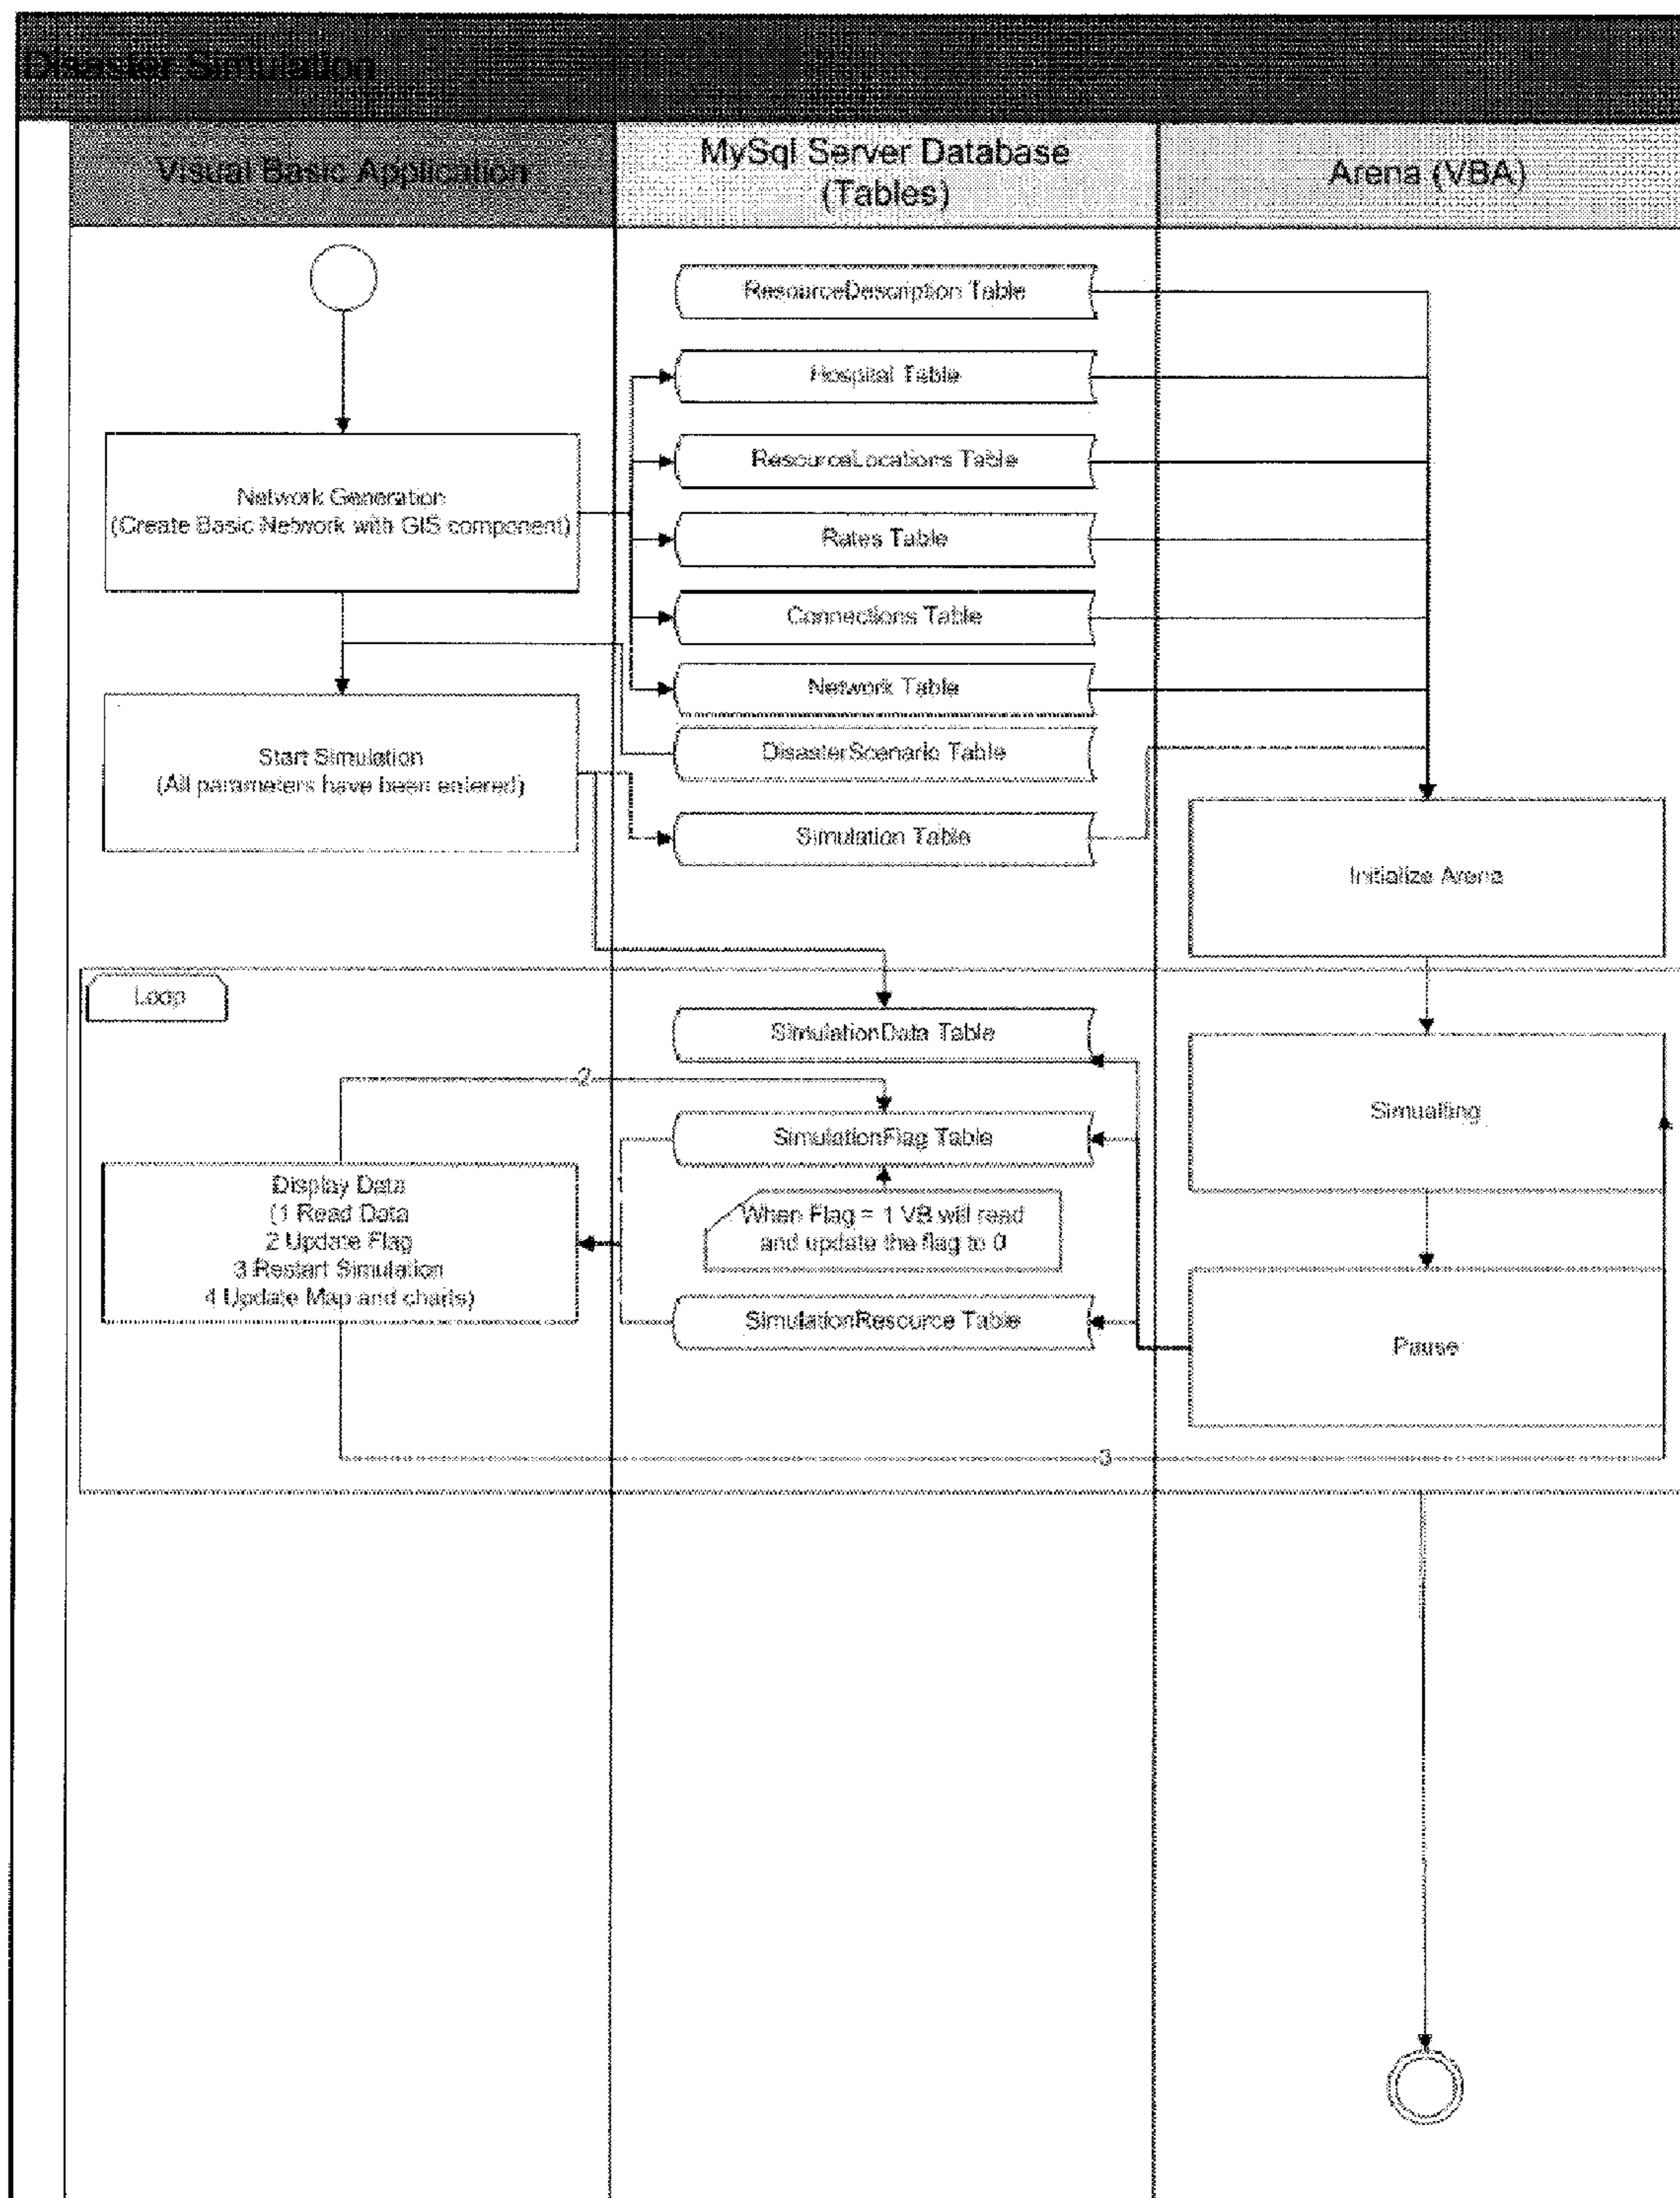 Disaster Simulation
Visual Basic Application
MySql Server Database
(Tables)
Arena (VBA)
ResourceDescription Table
Hospital Table
ResourceLocations Table
Network Generation
(Create Basic Network with GIS component)
Rates Table
Connections Table
Network Table
DisasterScenario Table
Start Simulation
(All parameters have been entered)
Simulation Table
Initialize Arena
Loop
SimulationData Table
2
Simualting
SimulationFlag Table
1
Display Data
(1 Read Data
2 Update Flag
3 Restart Simulation
4 Update Map and charts)
When Flag = 1 VB will read
and update the flag to 0
1
SimulationResource Table
Pause
3